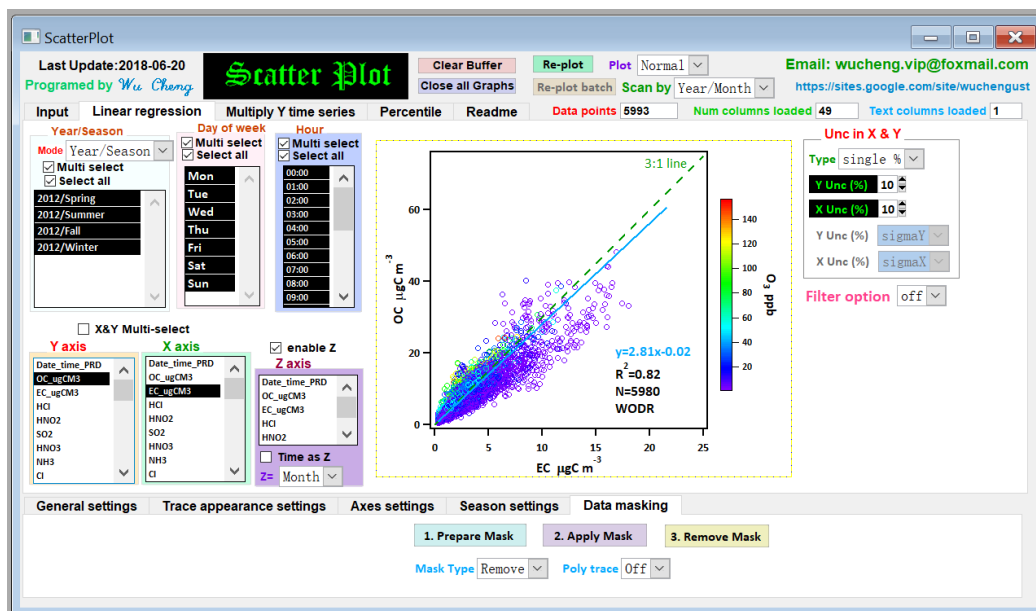 ScatterPlot
Last Update:2018-06-20
Programed by Wu Cheng
Scatter Plot
Clear Buffer
Close all Graphs
Re-plot
Plot Normal
Re-plot batch
Scan by Year/Month
Email: wucheng.vip@foxmail.com
https://sites.google.com/site/wuchengust
Input
Linear regression
Multiply Y time series
Percentile
Readme
Data points 5993
Num columns loaded 49
Text columns loaded 1
Year/Season
Mode Year/Season
Multi select
Select all
2012/Spring
2012/Summer
2012/Fall
2012/Winter
Day of week
Multi select
Select all
Mon
Tue
Wed
Thu
Fri
Sat
Sun
Hour
Multi select
Select all
00:00
01:00
02:00
03:00
04:00
05:00
06:00
07:00
08:00
09:00
X&Y Multi-select
Y axis
Date_time_PRD
OC_ugCM3
EC_ugCM3
HCl
HNO2
SO2
HNO3
NH3
Cl
X axis
Date_time_PRD
OC_ugCM3
EC_ugCM3
HCl
HNO2
SO2
HNO3
NH3
Cl
enable Z
Z axis
Date_time_PRD
OC_ugCM3
EC_ugCM3
HCl
HNO2
Time as Z
Z= Month
3:1 line
60
40
20
0
OC µgC m-3
0 5 10 15 20 25
EC µgC m-3
y=2.81x-0.02
R2=0.82
N=5980
WODR
140
120
100
80
60
40
20
O3 ppb
Unc in X & Y
Type single %
Y Unc (%) 10
X Unc (%) 10
Y Unc (%) sigmaY
X Unc (%) sigmaX
Filter option off
General settings
Trace appearance settings
Axes settings
Season settings
Data masking
1. Prepare Mask
2. Apply Mask
3. Remove Mask
Mask Type Remove
Poly trace Off